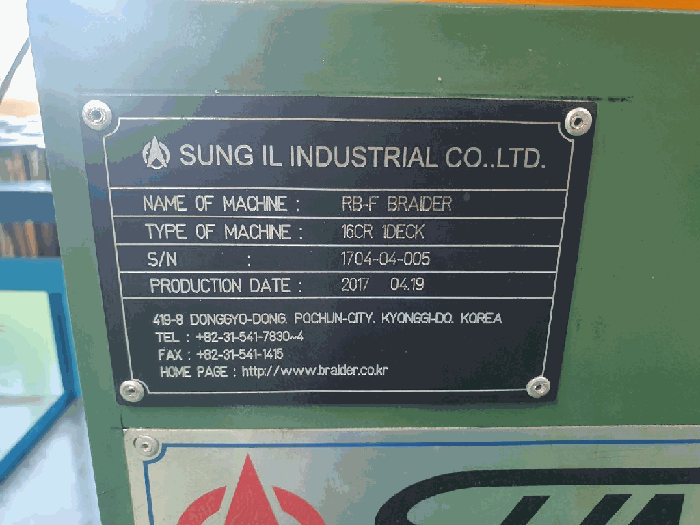 SUNG IL INDUSTRIAL CO..LTD.
NAME OF MACHINE : RB-F BRAIDER
TYPE OF MACHINE : 16CR 1DECK
S/N : 1704-04-005
PRODUCTION DATE : 2017 04.19
419-8 DONGGYO-DONG. POCHUN-CITY. KYONGGI-DO. KOREA
TEL : +82-31-541-7830~4
FAX : +82-31-541-1415
HOME PAGE : http://www.braider.co.kr